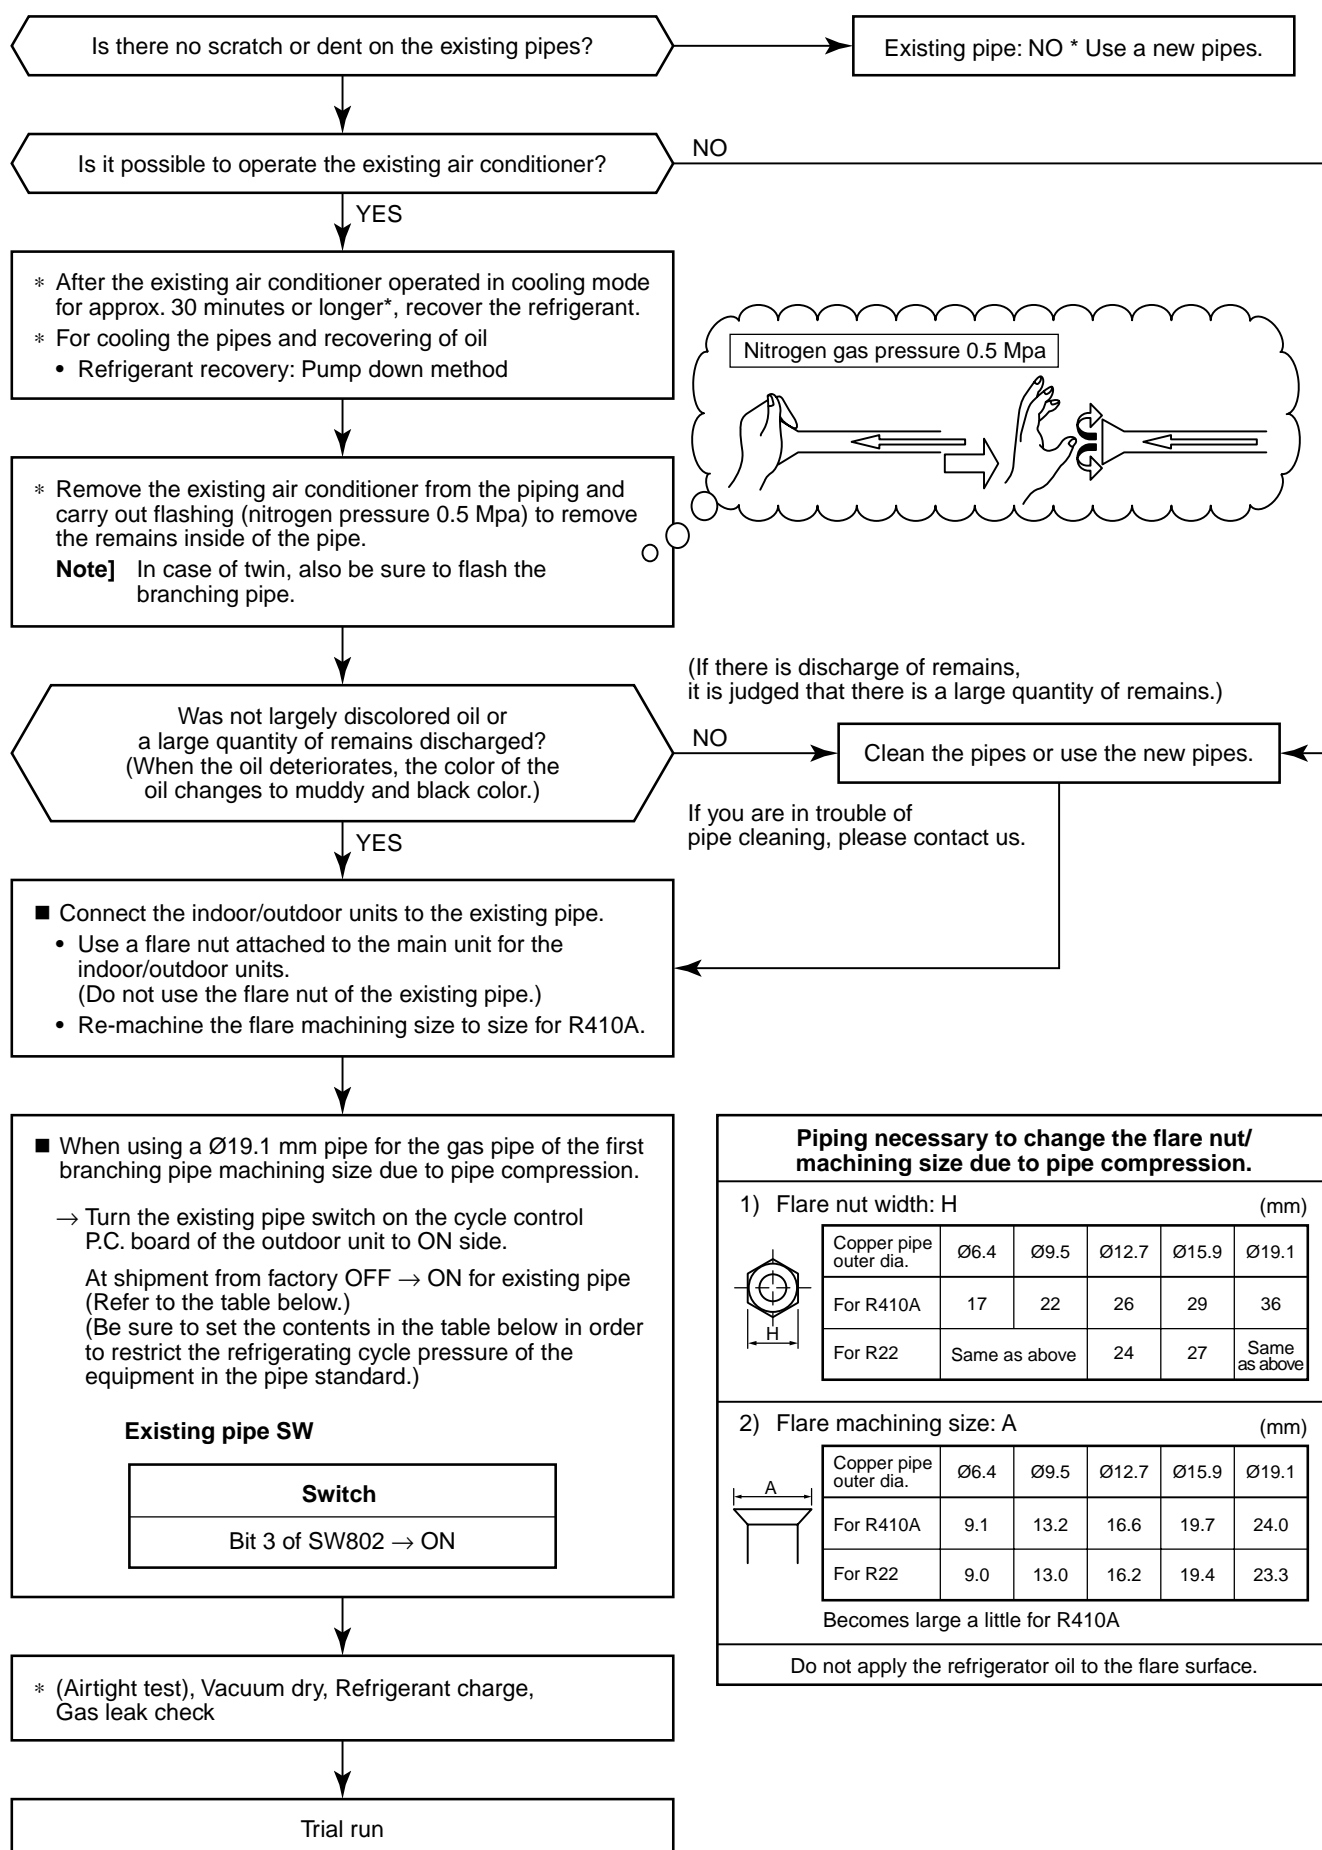 Is there no scratch or dent on the existing pipes?
Existing pipe: NO * Use a new pipes.
Is it possible to operate the existing air conditioner?
NO
YES
* After the existing air conditioner operated in cooling mode
for approx. 30 minutes or longer*, recover the refrigerant.
* For cooling the pipes and recovering of oil
• Refrigerant recovery: Pump down method
Nitrogen gas pressure 0.5 Mpa
* Remove the existing air conditioner from the piping and
carry out flashing (nitrogen pressure 0.5 Mpa) to remove
the remains inside of the pipe.
Note] In case of twin, also be sure to flash the
branching pipe.
(If there is discharge of remains,
it is judged that there is a large quantity of remains.)
Was not largely discolored oil or
a large quantity of remains discharged?
(When the oil deteriorates, the color of the
oil changes to muddy and black color.)
NO
Clean the pipes or use the new pipes.
If you are in trouble of
pipe cleaning, please contact us.
YES
■ Connect the indoor/outdoor units to the existing pipe.
• Use a flare nut attached to the main unit for the
indoor/outdoor units.
(Do not use the flare nut of the existing pipe.)
• Re-machine the flare machining size to size for R410A.
■ When using a Ø19.1 mm pipe for the gas pipe of the first
branching pipe machining size due to pipe compression.
→ Turn the existing pipe switch on the cycle control
P.C. board of the outdoor unit to ON side.
At shipment from factory OFF → ON for existing pipe
(Refer to the table below.)
(Be sure to set the contents in the table below in order
to restrict the refrigerating cycle pressure of the
equipment in the pipe standard.)
Existing pipe SW
Switch
Bit 3 of SW802 → ON
Piping necessary to change the flare nut/
machining size due to pipe compression.
1) Flare nut width: H (mm)
H
Copper pipe
outer dia. Ø6.4 Ø9.5 Ø12.7 Ø15.9 Ø19.1
For R410A 17 22 26 29 36
For R22 Same as above 24 27 Same
as above
2) Flare machining size: A (mm)
A
Copper pipe
outer dia. Ø6.4 Ø9.5 Ø12.7 Ø15.9 Ø19.1
For R410A 9.1 13.2 16.6 19.7 24.0
For R22 9.0 13.0 16.2 19.4 23.3
Becomes large a little for R410A
Do not apply the refrigerator oil to the flare surface.
* (Airtight test), Vacuum dry, Refrigerant charge,
Gas leak check
Trial run